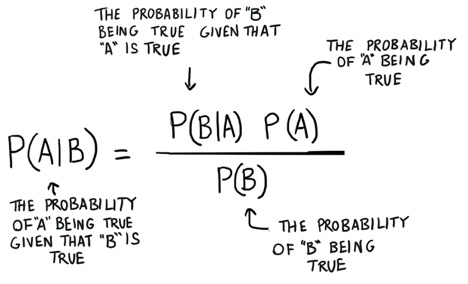 THE PROBABILITY OF "B"
BEING TRUE GIVEN THAT
"A" IS TRUE
THE PROBABILITY
OF "A" BEING
TRUE
P(A|B) = P(B|A) P(A)
P(B)
THE PROBABILITY
OF "A" BEING TRUE
GIVEN THAT "B" IS
TRUE
THE PROBABILITY
OF "B" BEING
TRUE